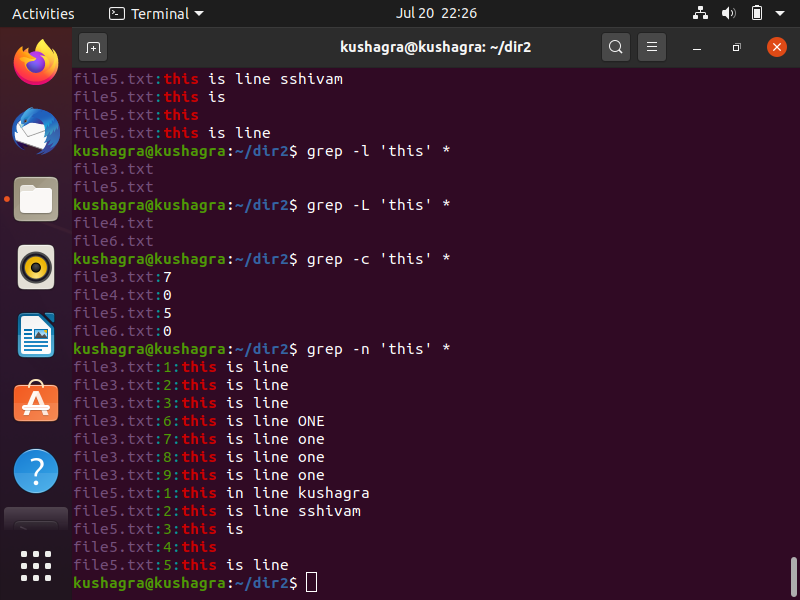 Activities Terminal Jul 20 22:26
kushagra@kushagra: ~/dir2
file5.txt:this is line sshivam
file5.txt:this is
file5.txt:this
file5.txt:this is line
kushagra@kushagra:~/dir2$ grep -l 'this' *
file3.txt
file5.txt
kushagra@kushagra:~/dir2$ grep -L 'this' *
file4.txt
file6.txt
kushagra@kushagra:~/dir2$ grep -c 'this' *
file3.txt:7
file4.txt:0
file5.txt:5
file6.txt:0
kushagra@kushagra:~/dir2$ grep -n 'this' *
file3.txt:1:this is line
file3.txt:2:this is line
file3.txt:3:this is line
file3.txt:6:this is line ONE
file3.txt:7:this is line one
file3.txt:8:this is line one
file3.txt:9:this is line one
file5.txt:1:this in line kushagra
file5.txt:2:this is line sshivam
file5.txt:3:this is
file5.txt:4:this
file5.txt:5:this is line
kushagra@kushagra:~/dir2$